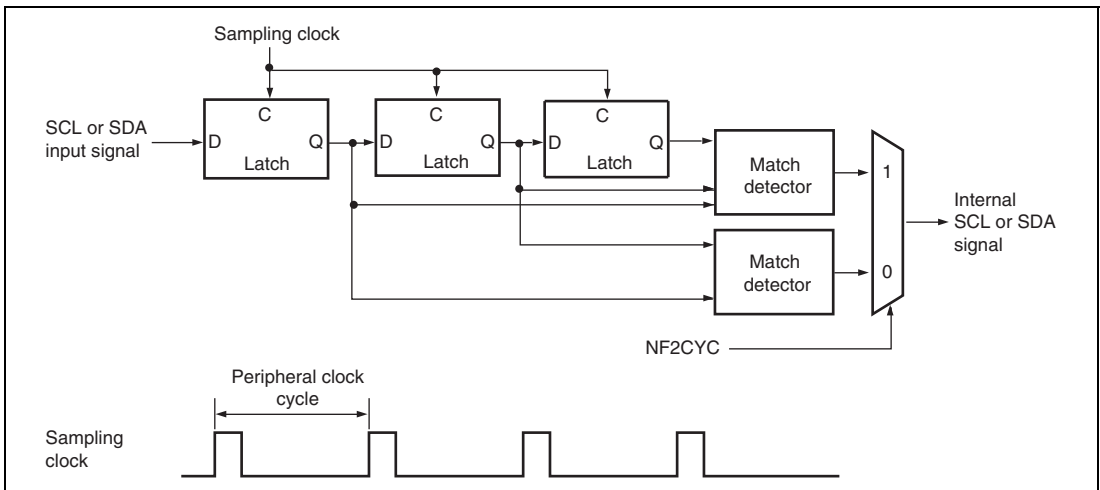 Sampling clock
SCL or SDA
input signal
D
C
Q
Latch
D
C
Q
Latch
D
C
Q
Latch
Match
detector
Match
detector
1
0
Internal
SCL or SDA
signal
NF2CYC
Peripheral clock
cycle
Sampling
clock